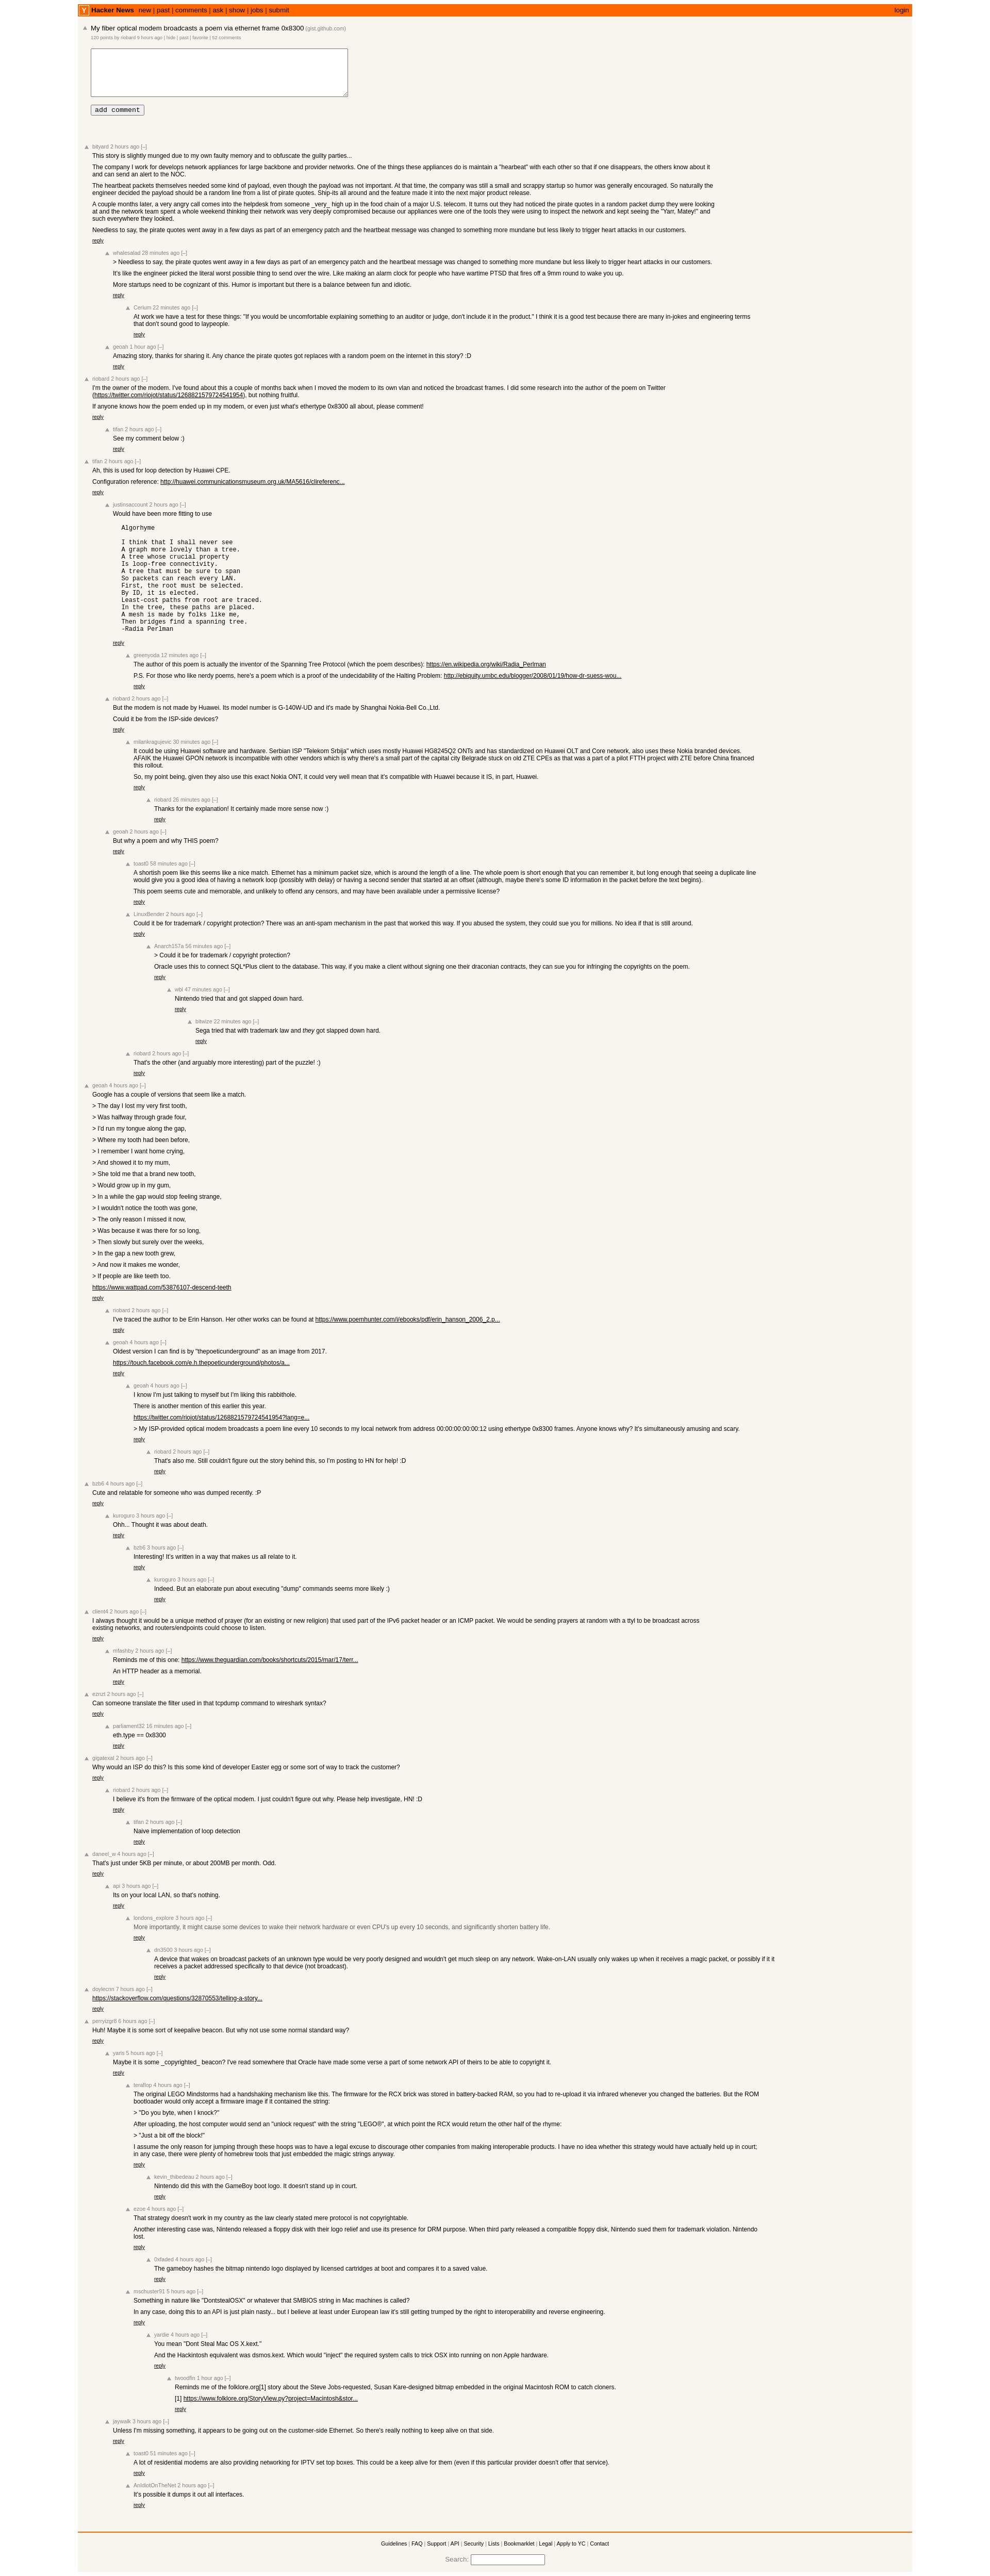 Y Hacker News new | past | comments | ask | show | jobs | submit login
My fiber optical modem broadcasts a poem via ethernet frame 0x8300 (gist.github.com)
120 points by riobard 9 hours ago | hide | past | favorite | 52 comments
add comment
bityard 2 hours ago [–]
This story is slightly munged due to my own faulty memory and to obfuscate the guilty parties...
The company I work for develops network appliances for large backbone and provider networks. One of the things these appliances do is maintain a "hearbeat" with each other so that if one disappears, the others know about it
and can send an alert to the NOC.
The heartbeat packets themselves needed some kind of payload, even though the payload was not important. At that time, the company was still a small and scrappy startup so humor was generally encouraged. So naturally the
engineer decided the payload should be a random line from a list of pirate quotes. Ship-its all around and the feature made it into the next major product release.
A couple months later, a very angry call comes into the helpdesk from someone _very_ high up in the food chain of a major U.S. telecom. It turns out they had noticed the pirate quotes in a random packet dump they were looking
at and the network team spent a whole weekend thinking their network was very deeply compromised because our appliances were one of the tools they were using to inspect the network and kept seeing the "Yarr, Matey!" and
such everywhere they looked.
Needless to say, the pirate quotes went away in a few days as part of an emergency patch and the heartbeat message was changed to something more mundane but less likely to trigger heart attacks in our customers.
reply
whalesalad 28 minutes ago [–]
> Needless to say, the pirate quotes went away in a few days as part of an emergency patch and the heartbeat message was changed to something more mundane but less likely to trigger heart attacks in our customers.
It's like the engineer picked the literal worst possible thing to send over the wire. Like making an alarm clock for people who have wartime PTSD that fires off a 9mm round to wake you up.
More startups need to be cognizant of this. Humor is important but there is a balance between fun and idiotic.
reply
Cerium 22 minutes ago [–]
At work we have a test for these things: "If you would be uncomfortable explaining something to an auditor or judge, don't include it in the product." I think it is a good test because there are many in-jokes and engineering terms
that don't sound good to laypeople.
reply
geoah 1 hour ago [–]
Amazing story, thanks for sharing it. Any chance the pirate quotes got replaces with a random poem on the internet in this story? :D
reply
riobard 2 hours ago [–]
I'm the owner of the modem. I've found about this a couple of months back when I moved the modem to its own vlan and noticed the broadcast frames. I did some research into the author of the poem on Twitter
(https://twitter.com/riojot/status/1268821579724541954), but nothing fruitful.
If anyone knows how the poem ended up in my modem, or even just what's ethertype 0x8300 all about, please comment!
reply
tifan 2 hours ago [–]
See my comment below :)
reply
tifan 2 hours ago [–]
Ah, this is used for loop detection by Huawei CPE.
Configuration reference: http://huawei.communicationsmuseum.org.uk/MA5616/clireferenc...
reply
justinsaccount 2 hours ago [–]
Would have been more fitting to use
Algorhyme
I think that I shall never see
A graph more lovely than a tree.
A tree whose crucial property
Is loop-free connectivity.
A tree that must be sure to span
So packets can reach every LAN.
First, the root must be selected.
By ID, it is elected.
Least-cost paths from root are traced.
In the tree, these paths are placed.
A mesh is made by folks like me,
Then bridges find a spanning tree.
-Radia Perlman
reply
greenyoda 12 minutes ago [–]
The author of this poem is actually the inventor of the Spanning Tree Protocol (which the poem describes): https://en.wikipedia.org/wiki/Radia_Perlman
P.S. For those who like nerdy poems, here's a poem which is a proof of the undecidability of the Halting Problem: http://ebiquity.umbc.edu/blogger/2008/01/19/how-dr-suess-wou...
reply
riobard 2 hours ago [–]
But the modem is not made by Huawei. Its model number is G-140W-UD and it's made by Shanghai Nokia-Bell Co.,Ltd.
Could it be from the ISP-side devices?
reply
milankragujevic 30 minutes ago [–]
It could be using Huawei software and hardware. Serbian ISP "Telekom Srbija" which uses mostly Huawei HG8245Q2 ONTs and has standardized on Huawei OLT and Core network, also uses these Nokia branded devices.
AFAIK the Huawei GPON network is incompatible with other vendors which is why there's a small part of the capital city Belgrade stuck on old ZTE CPEs as that was a part of a pilot FTTH project with ZTE before China financed
this rollout.
So, my point being, given they also use this exact Nokia ONT, it could very well mean that it's compatible with Huawei because it IS, in part, Huawei.
reply
riobard 26 minutes ago [–]
Thanks for the explanation! It certainly made more sense now :)
reply
geoah 2 hours ago [–]
But why a poem and why THIS poem?
reply
toast0 58 minutes ago [–]
A shortish poem like this seems like a nice match. Ethernet has a minimum packet size, which is around the length of a line. The whole poem is short enough that you can remember it, but long enough that seeing a duplicate line
would give you a good idea of having a network loop (possibly with delay) or having a second sender that started at an offset (although, maybe there's some ID information in the packet before the text begins).
This poem seems cute and memorable, and unlikely to offend any censors, and may have been available under a permissive license?
reply
LinuxBender 2 hours ago [–]
Could it be for trademark / copyright protection? There was an anti-spam mechanism in the past that worked this way. If you abused the system, they could sue you for millions. No idea if that is still around.
reply
Anarch157a 56 minutes ago [–]
> Could it be for trademark / copyright protection?
Oracle uses this to connect SQL*Plus client to the database. This way, if you make a client without signing one their draconian contracts, they can sue you for infringing the copyrights on the poem.
reply
wbl 47 minutes ago [–]
Nintendo tried that and got slapped down hard.
reply
bitwize 22 minutes ago [–]
Sega tried that with trademark law and they got slapped down hard.
reply
riobard 2 hours ago [–]
That's the other (and arguably more interesting) part of the puzzle! :)
reply
geoah 4 hours ago [–]
Google has a couple of versions that seem like a match.
> The day I lost my very first tooth,
> Was halfway through grade four,
> I'd run my tongue along the gap,
> Where my tooth had been before,
> I remember I want home crying,
> And showed it to my mum,
> She told me that a brand new tooth,
> Would grow up in my gum,
> In a while the gap would stop feeling strange,
> I wouldn't notice the tooth was gone,
> The only reason I missed it now,
> Was because it was there for so long,
> Then slowly but surely over the weeks,
> In the gap a new tooth grew,
> And now it makes me wonder,
> If people are like teeth too.
https://www.wattpad.com/53876107-descend-teeth
reply
riobard 2 hours ago [–]
I've traced the author to be Erin Hanson. Her other works can be found at https://www.poemhunter.com/i/ebooks/pdf/erin_hanson_2006_2.p...
reply
geoah 4 hours ago [–]
Oldest version I can find is by "thepoeticunderground" as an image from 2017.
https://touch.facebook.com/e.h.thepoeticunderground/photos/a...
reply
geoah 4 hours ago [–]
I know I'm just talking to myself but I'm liking this rabbithole.
There is another mention of this earlier this year.
https://twitter.com/riojot/status/1268821579724541954?lang=e...
> My ISP-provided optical modem broadcasts a poem line every 10 seconds to my local network from address 00:00:00:00:00:12 using ethertype 0x8300 frames. Anyone knows why? It's simultaneously amusing and scary.
reply
riobard 2 hours ago [–]
That's also me. Still couldn't figure out the story behind this, so I'm posting to HN for help! :D
reply
bzb6 4 hours ago [–]
Cute and relatable for someone who was dumped recently. :P
reply
kuroguro 3 hours ago [–]
Ohh... Thought it was about death.
reply
bzb6 3 hours ago [–]
Interesting! It's written in a way that makes us all relate to it.
reply
kuroguro 3 hours ago [–]
Indeed. But an elaborate pun about executing "dump" commands seems more likely :)
reply
client4 2 hours ago [–]
I always thought it would be a unique method of prayer (for an existing or new religion) that used part of the IPv6 packet header or an ICMP packet. We would be sending prayers at random with a ttyl to be broadcast across
existing networks, and routers/endpoints could choose to listen.
reply
mfashby 2 hours ago [–]
Reminds me of this one: https://www.theguardian.com/books/shortcuts/2015/mar/17/terr...
An HTTP header as a memorial.
reply
eznzt 2 hours ago [–]
Can someone translate the filter used in that tcpdump command to wireshark syntax?
reply
parliament32 16 minutes ago [–]
eth.type == 0x8300
reply
gigatexal 2 hours ago [–]
Why would an ISP do this? Is this some kind of developer Easter egg or some sort of way to track the customer?
reply
riobard 2 hours ago [–]
I believe it's from the firmware of the optical modem. I just couldn't figure out why. Please help investigate, HN! :D
reply
tifan 2 hours ago [–]
Naive implementation of loop detection
reply
daneel_w 4 hours ago [–]
That's just under 5KB per minute, or about 200MB per month. Odd.
reply
api 3 hours ago [–]
Its on your local LAN, so that's nothing.
reply
londons_explore 3 hours ago [–]
More importantly, it might cause some devices to wake their network hardware or even CPU's up every 10 seconds, and significantly shorten battery life.
reply
dn3500 3 hours ago [–]
A device that wakes on broadcast packets of an unknown type would be very poorly designed and wouldn't get much sleep on any network. Wake-on-LAN usually only wakes up when it receives a magic packet, or possibly if it it
receives a packet addressed specifically to that device (not broadcast).
reply
doylecnn 7 hours ago [–]
https://stackoverflow.com/questions/32870553/telling-a-story...
reply
perryizgr8 6 hours ago [–]
Huh! Maybe it is some sort of keepalive beacon. But why not use some normal standard way?
reply
yaris 5 hours ago [–]
Maybe it is some _copyrighted_ beacon? I've read somewhere that Oracle have made some verse a part of some network API of theirs to be able to copyright it.
reply
teraflop 4 hours ago [–]
The original LEGO Mindstorms had a handshaking mechanism like this. The firmware for the RCX brick was stored in battery-backed RAM, so you had to re-upload it via infrared whenever you changed the batteries. But the ROM
bootloader would only accept a firmware image if it contained the string:
> "Do you byte, when I knock?"
After uploading, the host computer would send an "unlock request" with the string "LEGO®", at which point the RCX would return the other half of the rhyme:
> "Just a bit off the block!"
I assume the only reason for jumping through these hoops was to have a legal excuse to discourage other companies from making interoperable products. I have no idea whether this strategy would have actually held up in court;
in any case, there were plenty of homebrew tools that just embedded the magic strings anyway.
reply
kevin_thibedeau 2 hours ago [–]
Nintendo did this with the GameBoy boot logo. It doesn't stand up in court.
reply
ezoe 4 hours ago [–]
That strategy doesn't work in my country as the law clearly stated mere protocol is not copyrightable.
Another interesting case was, Nintendo released a floppy disk with their logo relief and use its presence for DRM purpose. When third party released a compatible floppy disk, Nintendo sued them for trademark violation. Nintendo
lost.
reply
0xfaded 4 hours ago [–]
The gameboy hashes the bitmap nintendo logo displayed by licensed cartridges at boot and compares it to a saved value.
reply
mschuster91 5 hours ago [–]
Something in nature like "DontstealOSX" or whatever that SMBIOS string in Mac machines is called?
In any case, doing this to an API is just plain nasty... but I believe at least under European law it's still getting trumped by the right to interoperability and reverse engineering.
reply
yardie 4 hours ago [–]
You mean "Dont Steal Mac OS X.kext."
And the Hackintosh equivalent was dsmos.kext. Which would "inject" the required system calls to trick OSX into running on non Apple hardware.
reply
twoodfin 1 hour ago [–]
Reminds me of the folklore.org[1] story about the Steve Jobs-requested, Susan Kare-designed bitmap embedded in the original Macintosh ROM to catch cloners.
[1] https://www.folklore.org/StoryView.py?project=Macintosh&stor...
reply
jaywalk 3 hours ago [–]
Unless I'm missing something, it appears to be going out on the customer-side Ethernet. So there's really nothing to keep alive on that side.
reply
toast0 51 minutes ago [–]
A lot of residential modems are also providing networking for IPTV set top boxes. This could be a keep alive for them (even if this particular provider doesn't offer that service).
reply
AnIdiotOnTheNet 2 hours ago [–]
It's possible it dumps it out all interfaces.
reply
Guidelines | FAQ | Support | API | Security | Lists | Bookmarklet | Legal | Apply to YC | Contact
Search: